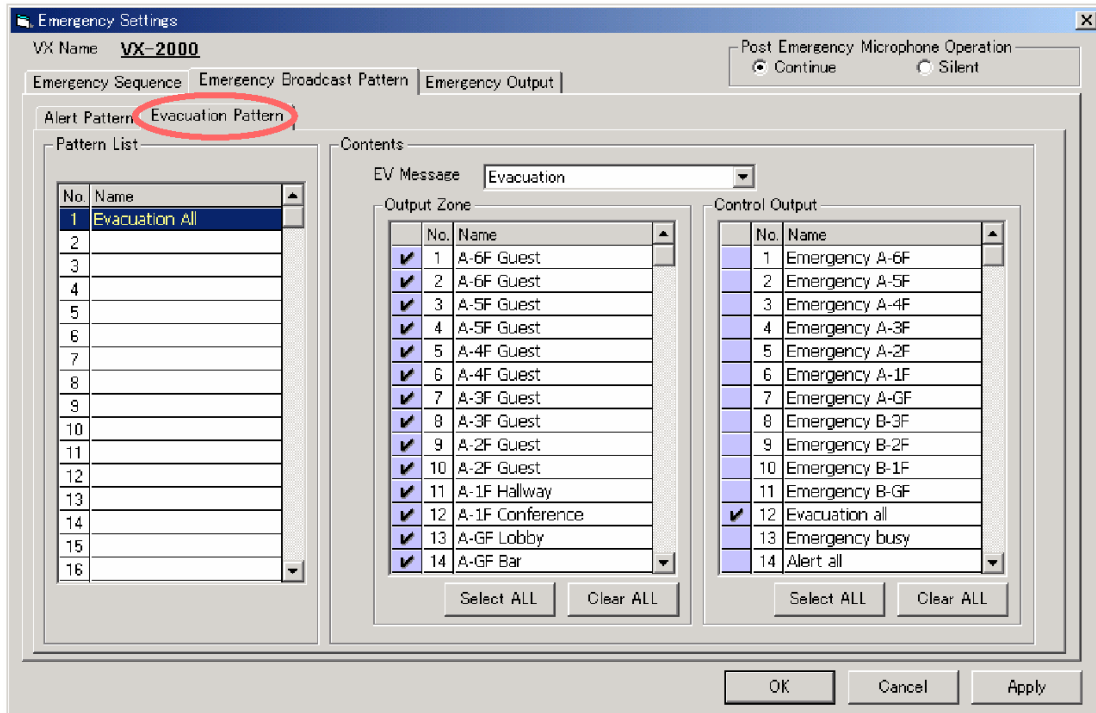 Emergency Settings
VX Name VX-2000
Post Emergency Microphone Operation
Continue Silent
Emergency Sequence Emergency Broadcast Pattern Emergency Output
Alert Pattern Evacuation Pattern
Pattern List
No. Name
1 Evacuation All
2
3
4
5
6
7
8
9
10
11
12
13
14
15
16
Contents
EV Message Evacuation
Output Zone
No. Name
1 A-6F Guest
2 A-6F Guest
3 A-5F Guest
4 A-5F Guest
5 A-4F Guest
6 A-4F Guest
7 A-3F Guest
8 A-3F Guest
9 A-2F Guest
10 A-2F Guest
11 A-1F Hallway
12 A-1F Conference
13 A-GF Lobby
14 A-GF Bar
Select ALL Clear ALL
Control Output
No. Name
1 Emergency A-6F
2 Emergency A-5F
3 Emergency A-4F
4 Emergency A-3F
5 Emergency A-2F
6 Emergency A-1F
7 Emergency A-GF
8 Emergency B-3F
9 Emergency B-2F
10 Emergency B-1F
11 Emergency B-GF
12 Evacuation all
13 Emergency busy
14 Alert all
Select ALL Clear ALL
OK Cancel Apply